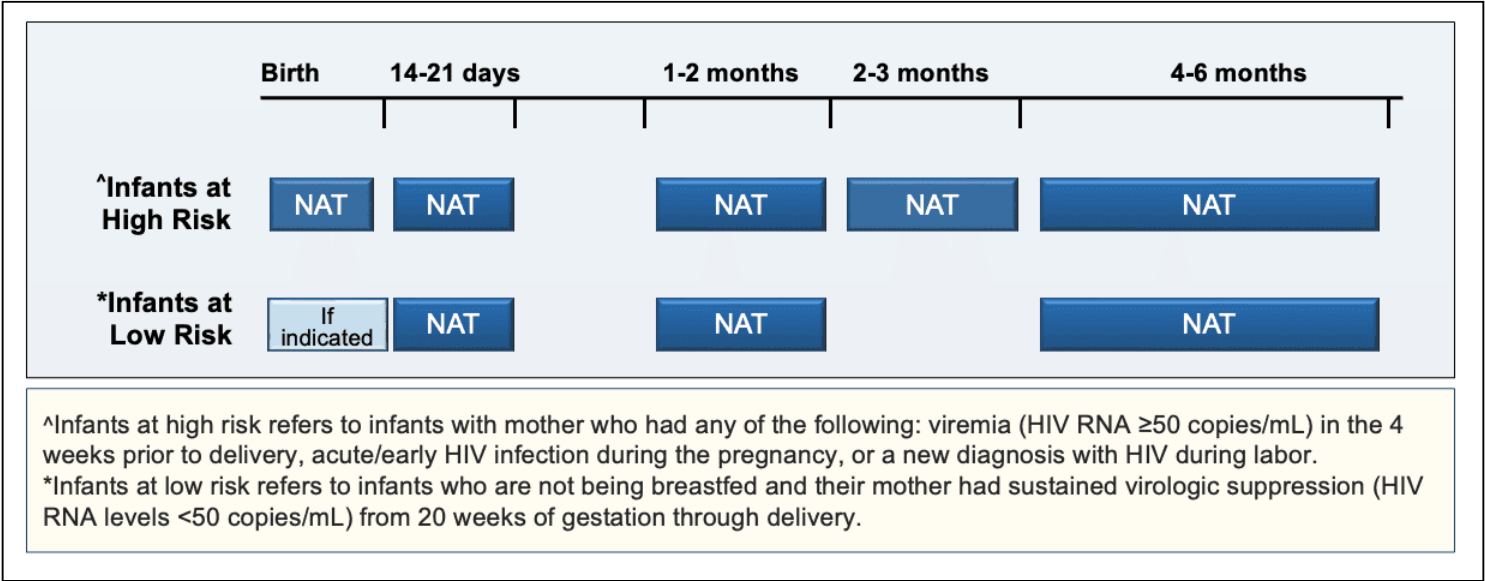 Birth 14-21 days 1-2 months 2-3 months 4-6 months
^Infants at
High Risk
NAT NAT NAT NAT NAT
*Infants at
Low Risk
If
indicated
NAT NAT NAT
^Infants at high risk refers to infants with mother who had any of the following: viremia (HIV RNA ≥50 copies/mL) in the 4
weeks prior to delivery, acute/early HIV infection during the pregnancy, or a new diagnosis with HIV during labor.
*Infants at low risk refers to infants who are not being breastfed and their mother had sustained virologic suppression (HIV
RNA levels <50 copies/mL) from 20 weeks of gestation through delivery.